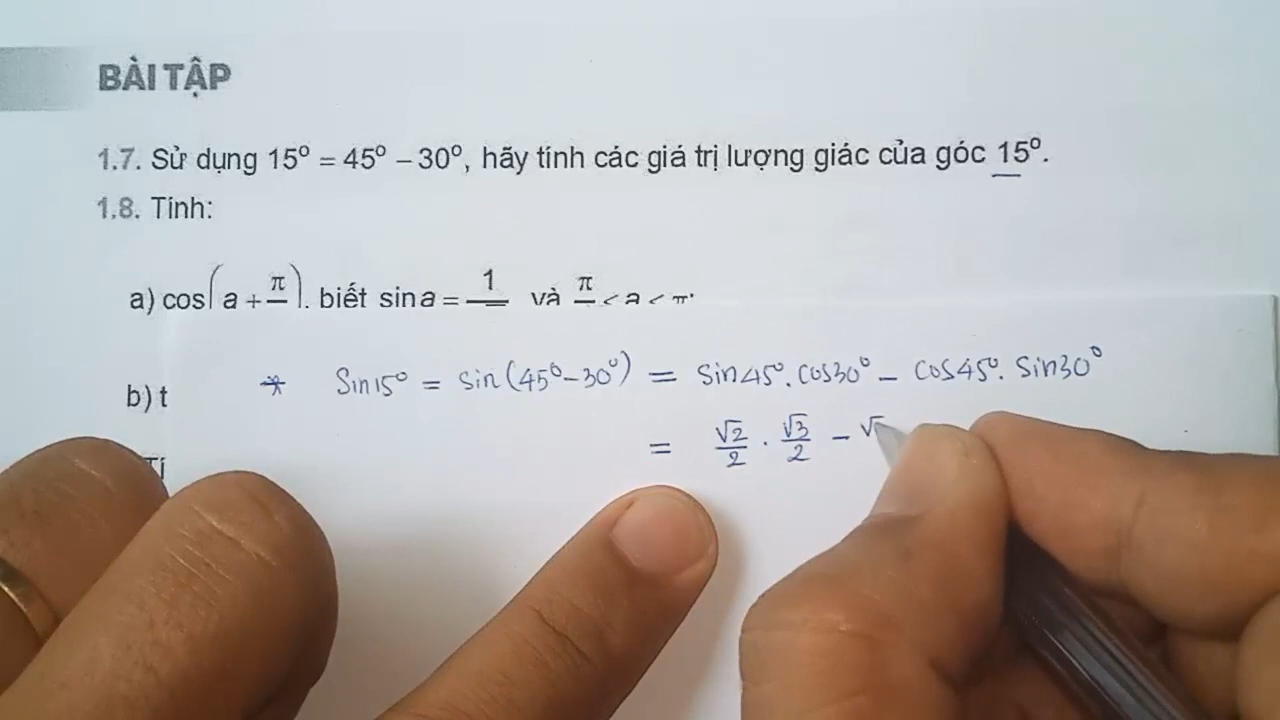 BÀI TẬP
1.7. Sử dụng 15° = 45° – 30°, hãy tính các giá trị lượng giác của góc 15°.
1.8. Tính:
a) cos(a + π). biết sin a = 1 và π < a < π.
b) t
* Sin15° = sin(45° – 30°) = Sin45°. cos30° – cos45°. Sin30°
= √2/2 . √3/2 – √